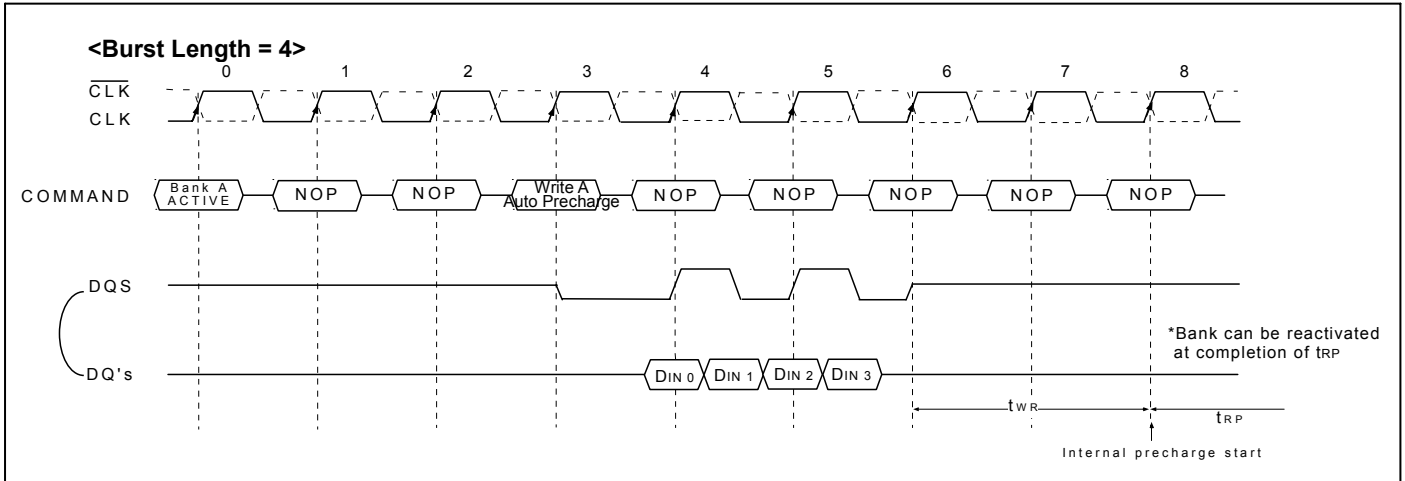 <Burst Length = 4>
0 1 2 3 4 5 6 7 8
CLK
CLK
COMMAND
Bank A
ACTIVE
NOP
NOP
Write A
Auto Precharge
NOP
NOP
NOP
NOP
NOP
DQS
*Bank can be reactivated
at completion of tRP
DQ's
DIN 0
DIN 1
DIN 2
DIN 3
tWR
tRP
Internal precharge start